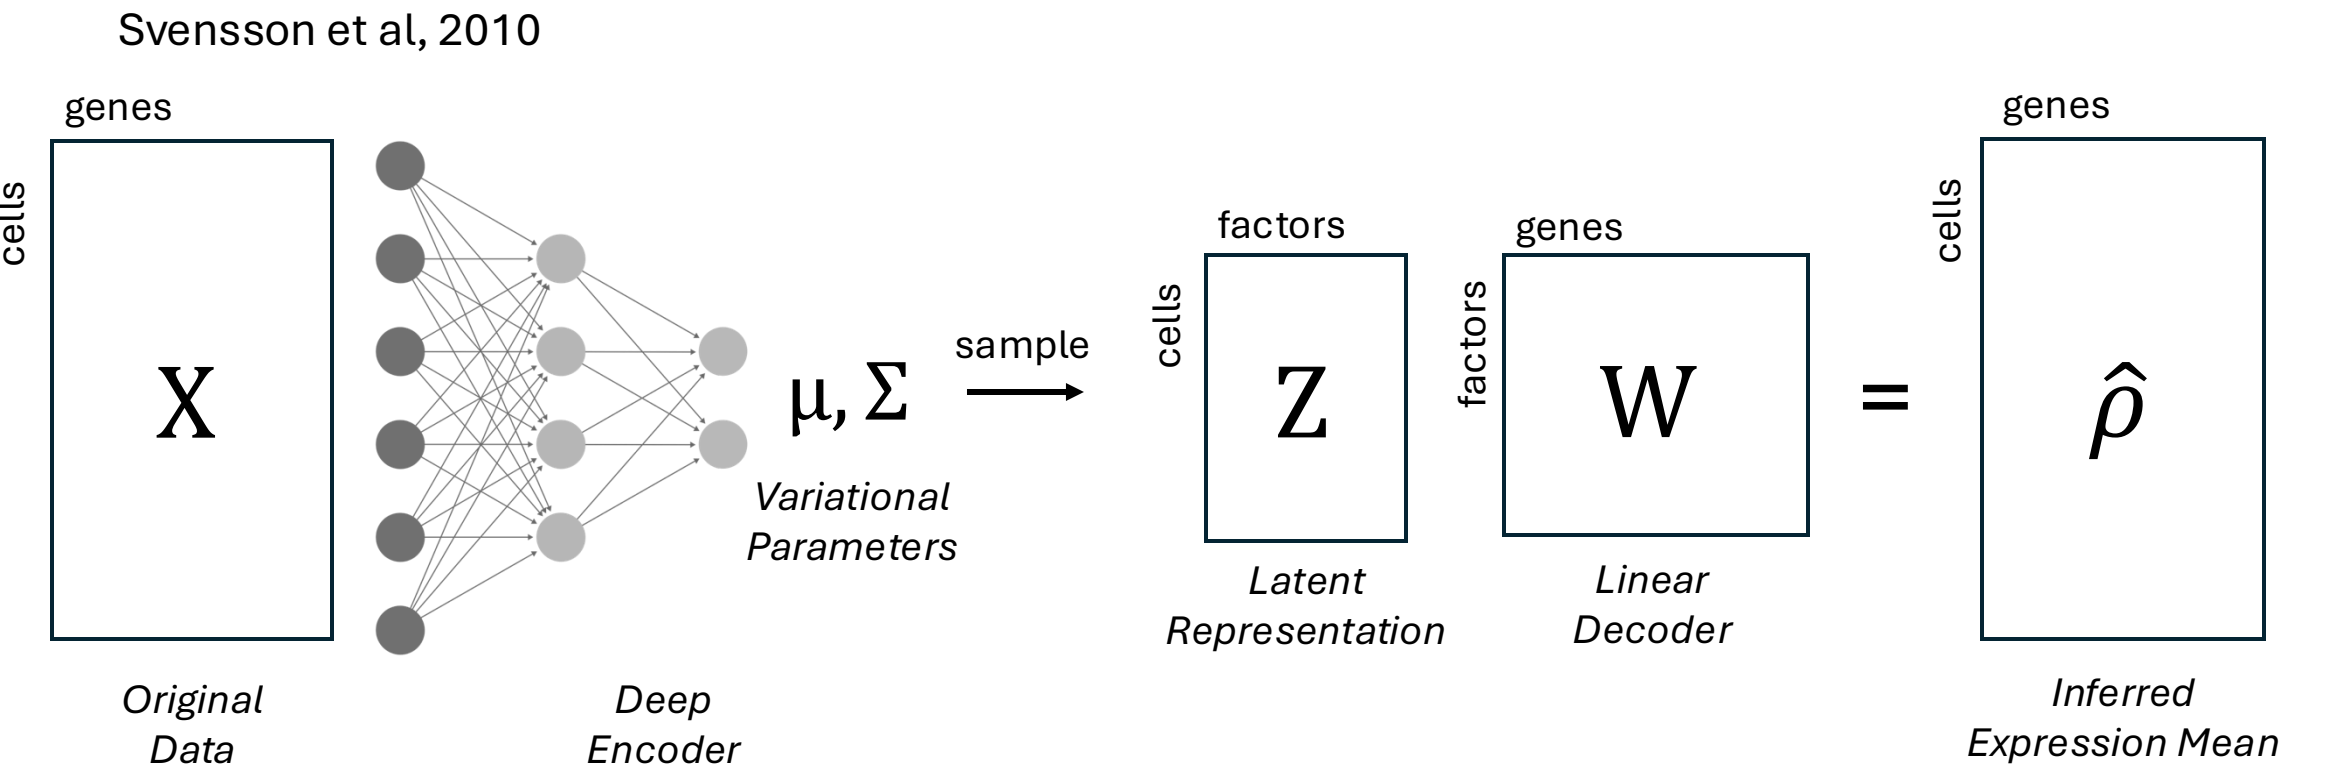 Svensson et al, 2010
genes
cells
X
Original
Data
Deep
Encoder
μ, Σ
Variational
Parameters
sample
factors
cells
Z
Latent
Representation
genes
factors
W
Linear
Decoder
=
genes
cells
ρ̂
Inferred
Expression Mean